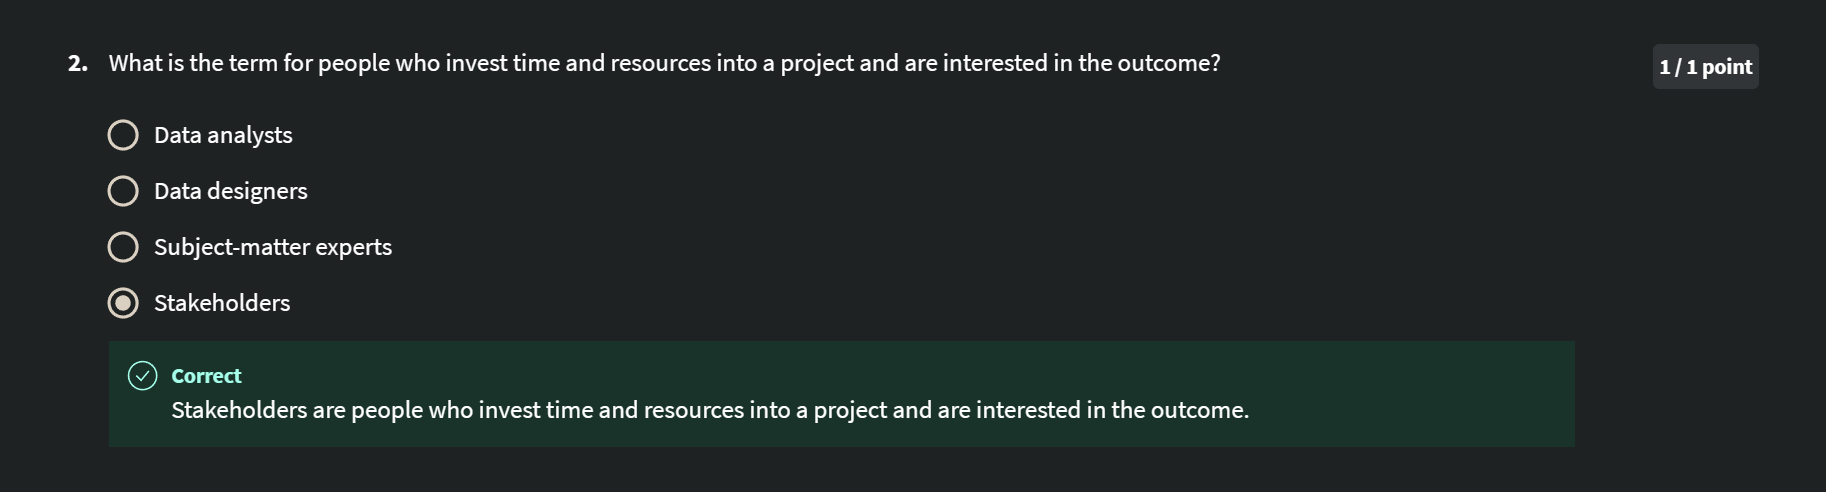 2. What is the term for people who invest time and resources into a project and are interested in the outcome?
1 / 1 point
Data analysts
Data designers
Subject-matter experts
Stakeholders
Correct
Stakeholders are people who invest time and resources into a project and are interested in the outcome.